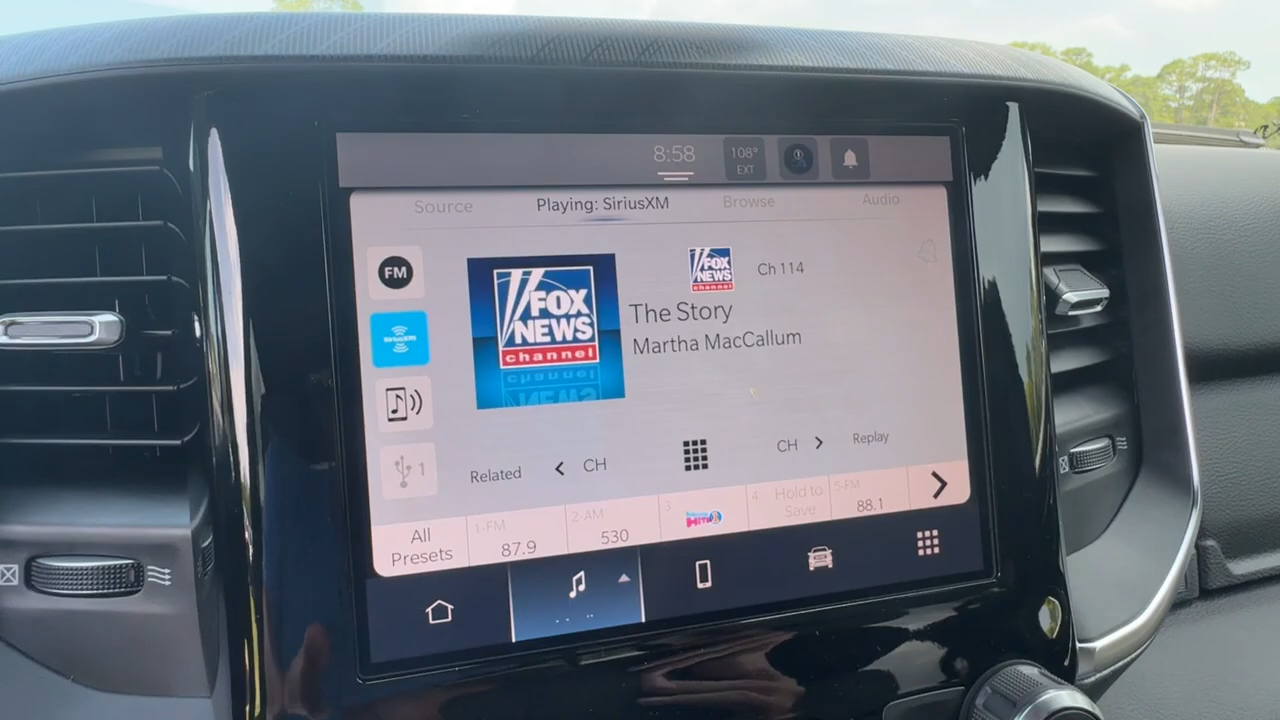 8:58
108°
EXT
Source
Playing: SiriusXM
Browse
Audio
FM
SiriusXM
1
FOX
NEWS
channel
FOX
NEWS
channel
Ch 114
The Story
Martha MacCallum
Related
CH
CH
Replay
All
Presets
1-FM
87.9
2-AM
530
3
4
Hold to
Save
5-FM
88.1